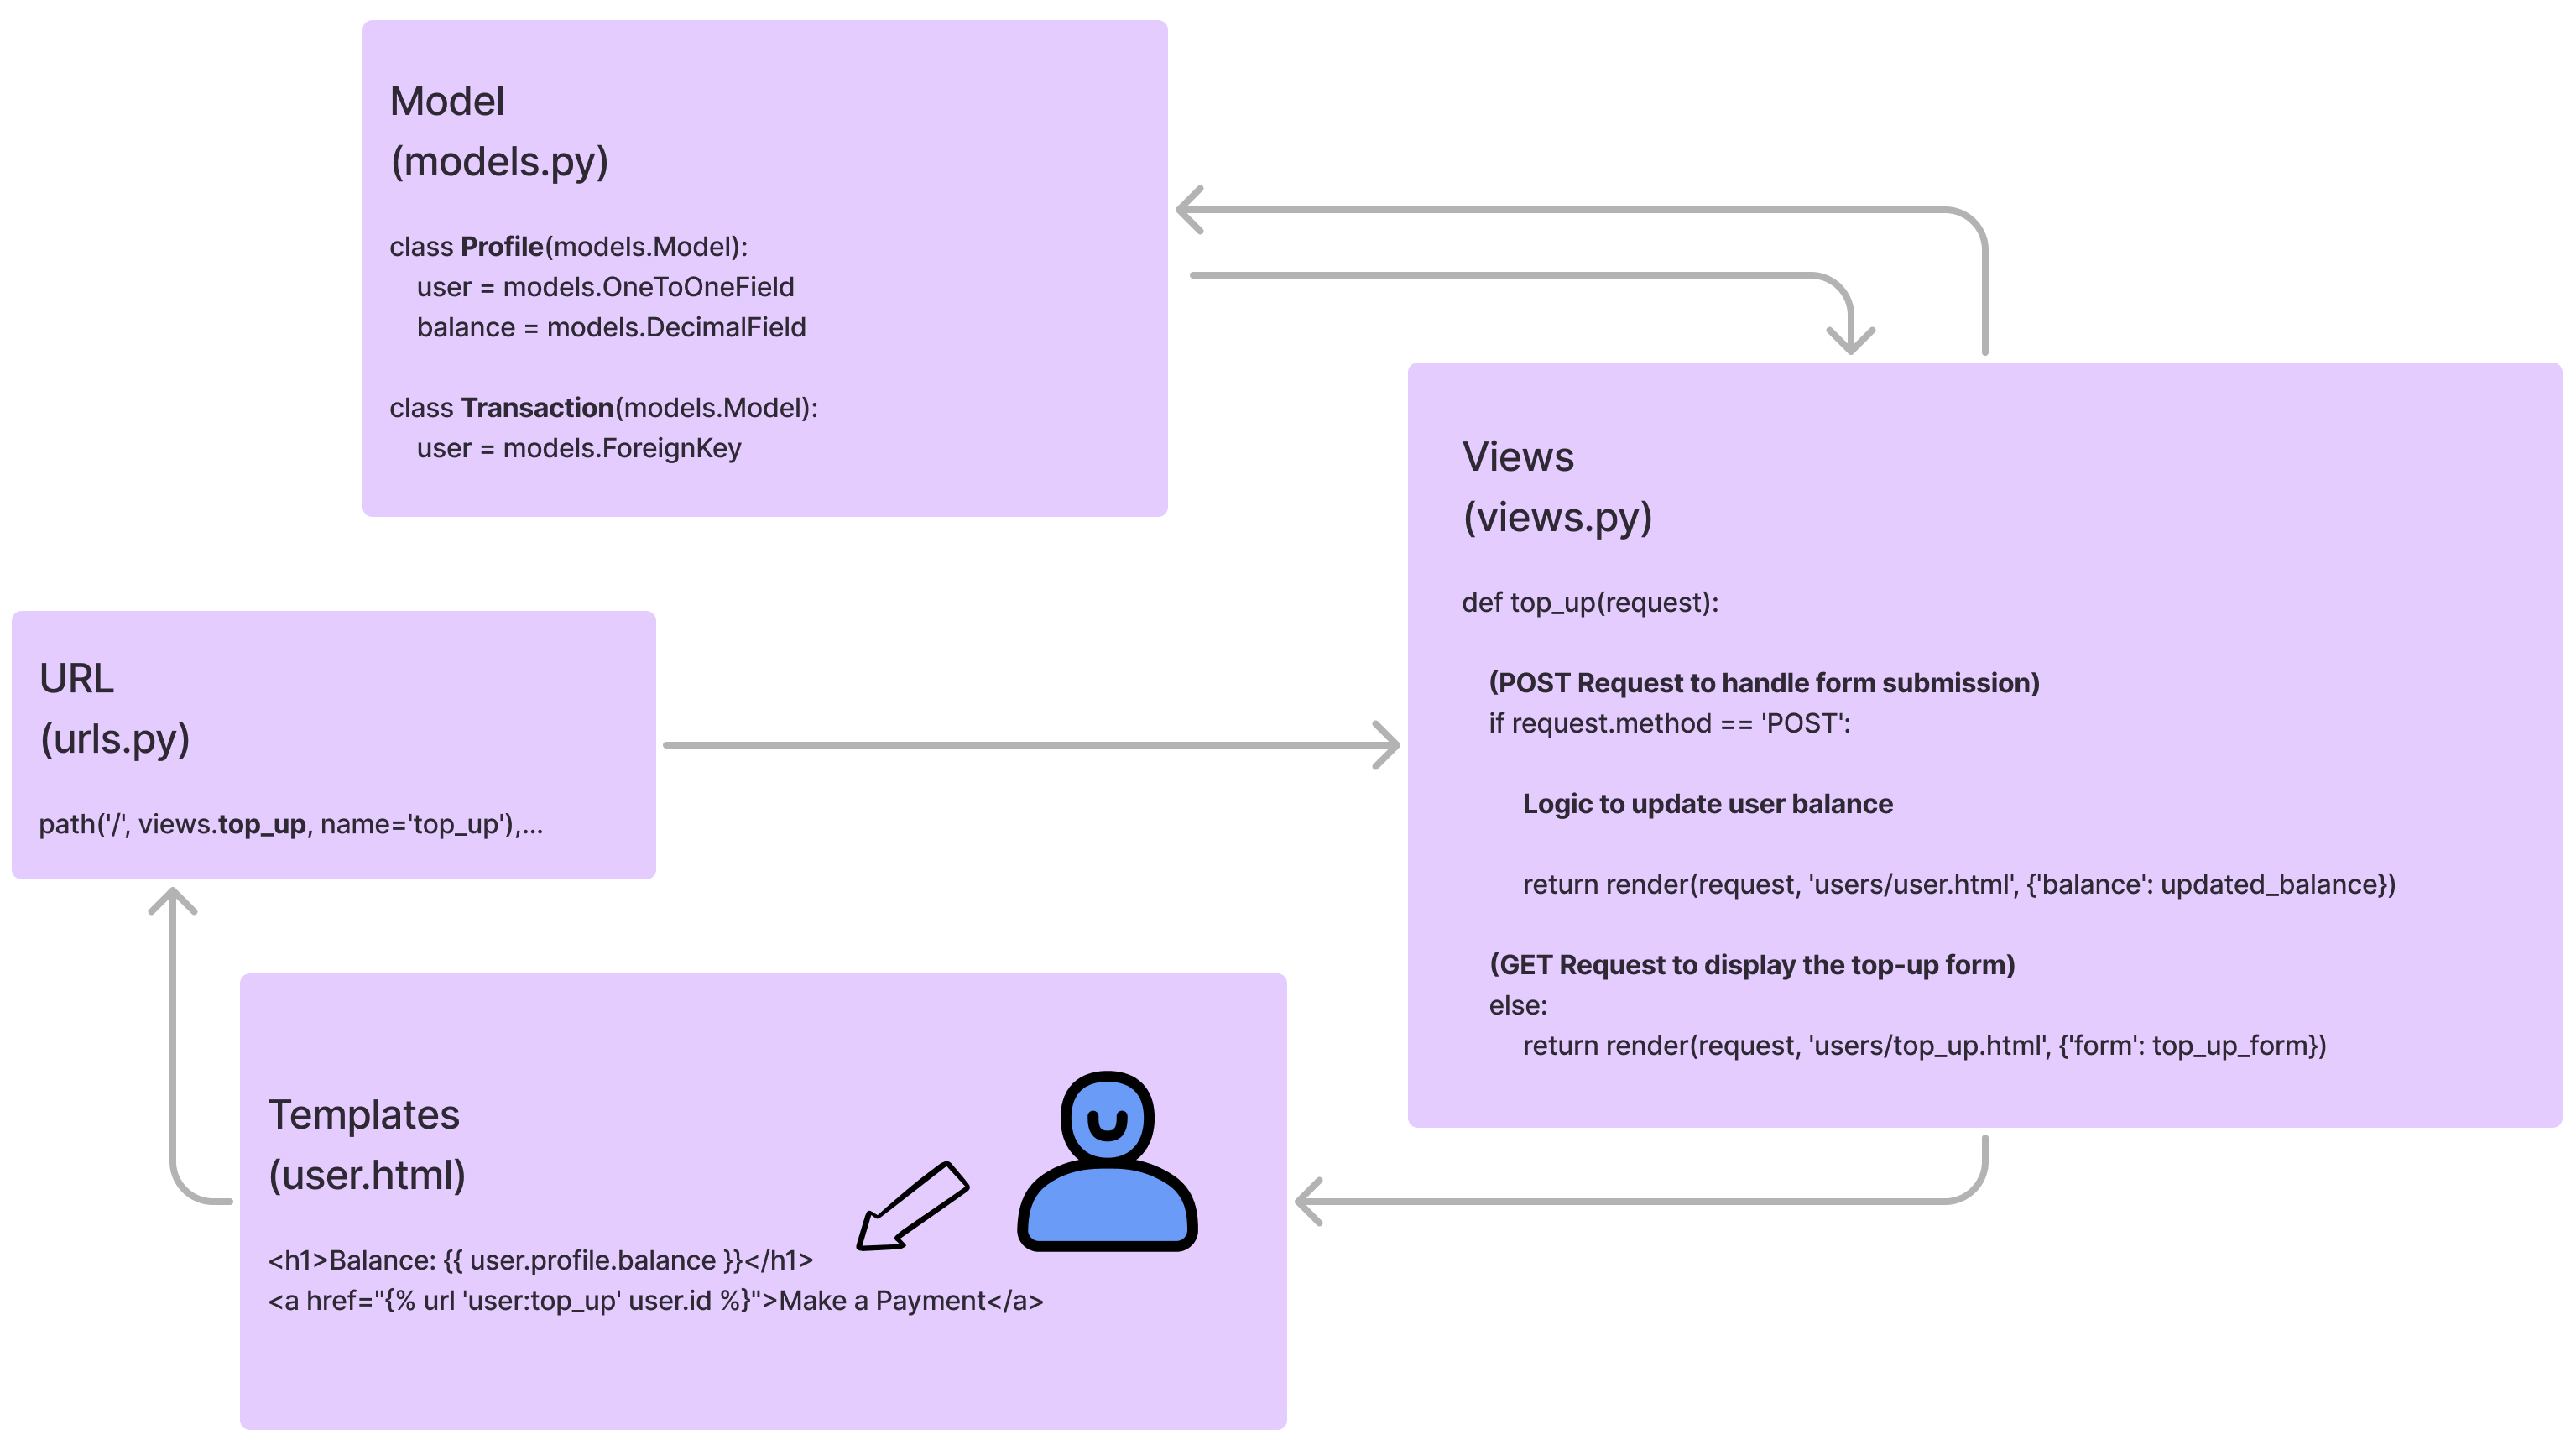 Model
(models.py)
class Profile(models.Model):
user = models.OneToOneField
balance = models.DecimalField
class Transaction(models.Model):
user = models.ForeignKey
Views
(views.py)
def top_up(request):
(POST Request to handle form submission)
if request.method == 'POST':
Logic to update user balance
return render(request, 'users/user.html', {'balance': updated_balance})
(GET Request to display the top-up form)
else:
return render(request, 'users/top_up.html', {'form': top_up_form})
URL
(urls.py)
path('/', views.top_up, name='top_up'),...
Templates
(user.html)
<h1>Balance: {{ user.profile.balance }}</h1>
<a href="{% url 'user:top_up' user.id %}">Make a Payment</a>